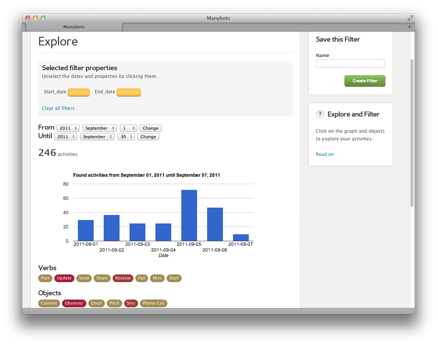 Manybots
Manybots
Explore
Selected filter properties
Unselect the dates and properties by clicking them.
Start_date
End_date
Clear all filters
From 2011 September 1 Change
Until 2011 September 30 Change
246 activities
Found activities from September 01, 2011 until September 07, 2011
80
60
40
20
0
2011-09-01 2011-09-03 2011-09-05 2011-09-07
2011-09-02 2011-09-04 2011-09-06
Date
Verbs
Post Update Send Share Receive Fail Miss Start
Objects
Commit Observer Email Pitch Sms Phone Call
Save this Filter
Name
Create Filter
? Explore and Filter
Click on the graph and objects
to explore your activities.
Read on